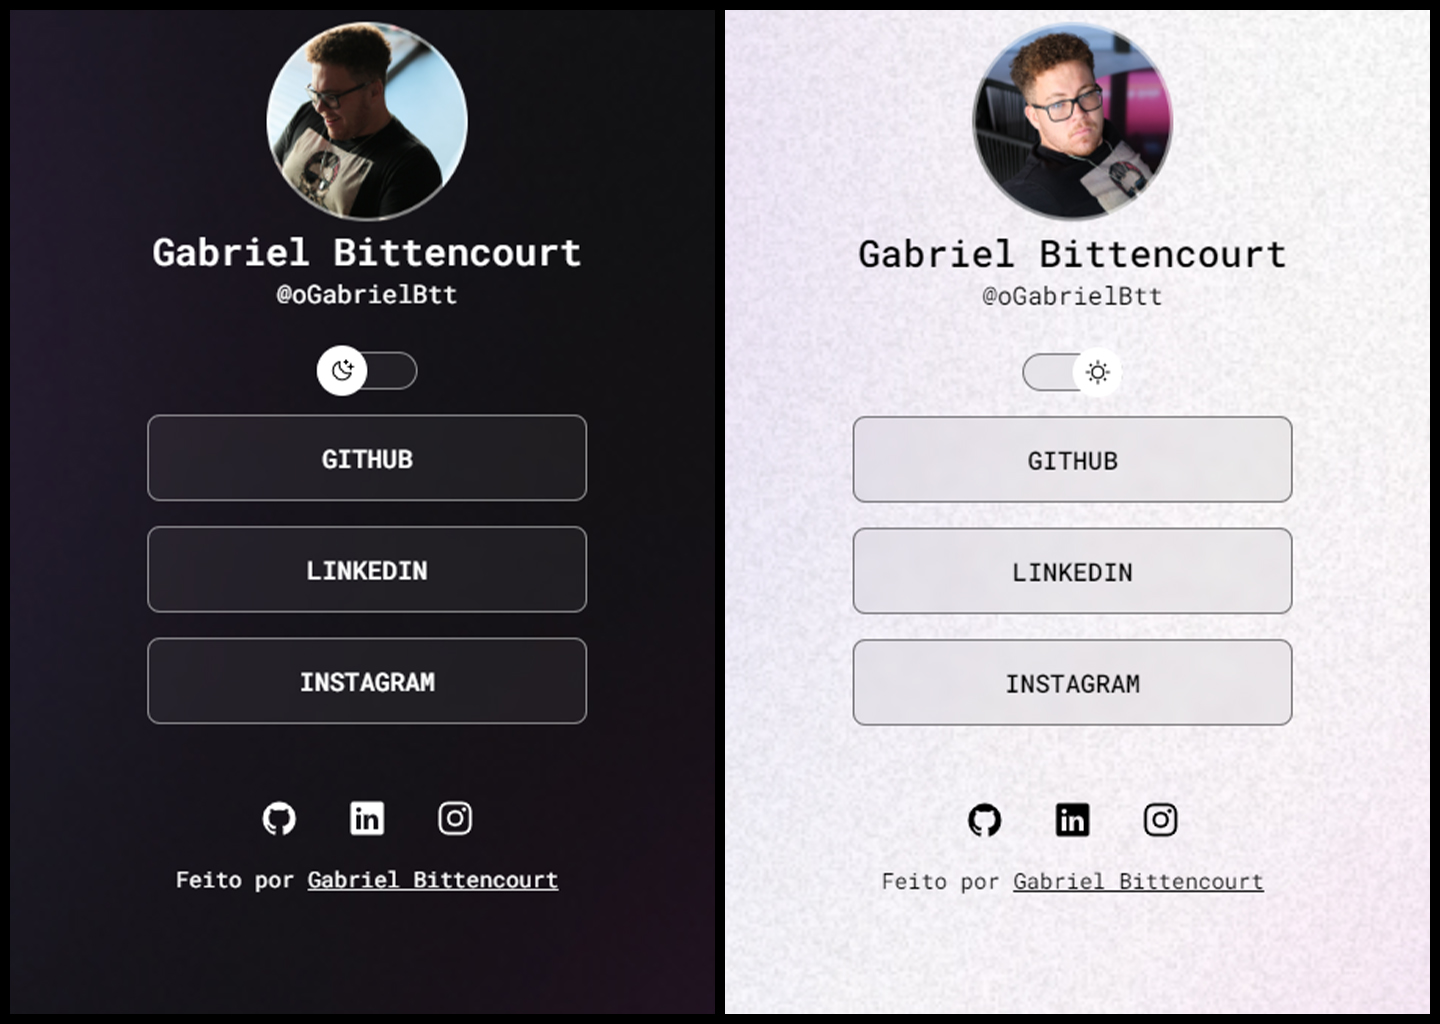 Gabriel Bittencourt
@oGabrielBtt
GITHUB
LINKEDIN
INSTAGRAM
Feito por Gabriel Bittencourt
Gabriel Bittencourt
@oGabrielBtt
GITHUB
LINKEDIN
INSTAGRAM
Feito por Gabriel Bittencourt